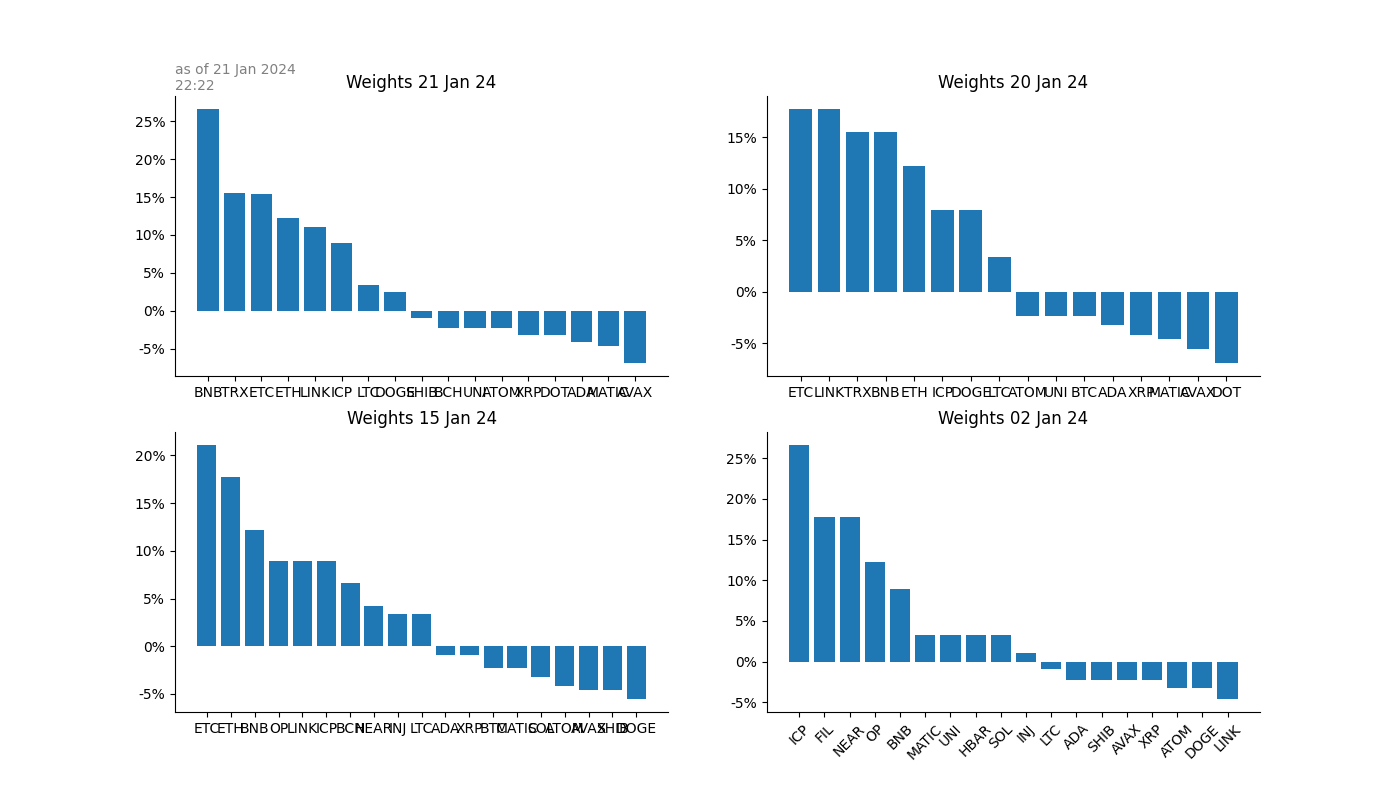 as of 21 Jan 2024
22:22
Weights 21 Jan 24
25%
20%
15%
10%
5%
0%
-5%
BNB TRX ETC ETH LINK ICP LTC DOGE SHIB BCH UNI ATOM XRP DOT ADA MATIC AVAX
Weights 20 Jan 24
15%
10%
5%
0%
-5%
ETC LINK TRX BNB ETH ICP DOGE LTC ATOM UNI BTC ADA XRP MATIC AVAX DOT
Weights 15 Jan 24
20%
15%
10%
5%
0%
-5%
ETC ETH BNB OP LINK ICP BCH NEAR INJ LTC ADA XRP BTC MATIC SOL ATOM AVAX SHIB DOGE
Weights 02 Jan 24
25%
20%
15%
10%
5%
0%
-5%
ICP FIL NEAR OP BNB MATIC UNI HBAR SOL INJ LTC ADA SHIB AVAX XRP ATOM DOGE LINK